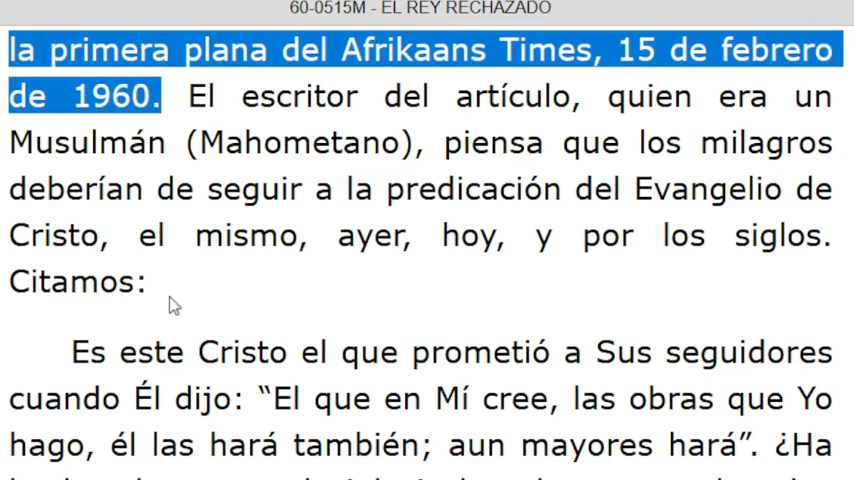 60-0515M - EL REY RECHAZADO
la primera plana del Afrikaans Times, 15 de febrero
de 1960. El escritor del artículo, quien era un
Musulmán (Mahometano), piensa que los milagros
deberían de seguir a la predicación del Evangelio de
Cristo, el mismo, ayer, hoy, y por los siglos.
Citamos:
Es este Cristo el que prometió a Sus seguidores
cuando Él dijo: “El que en Mí cree, las obras que Yo
hago, él las hará también; aun mayores hará”. ¿Ha